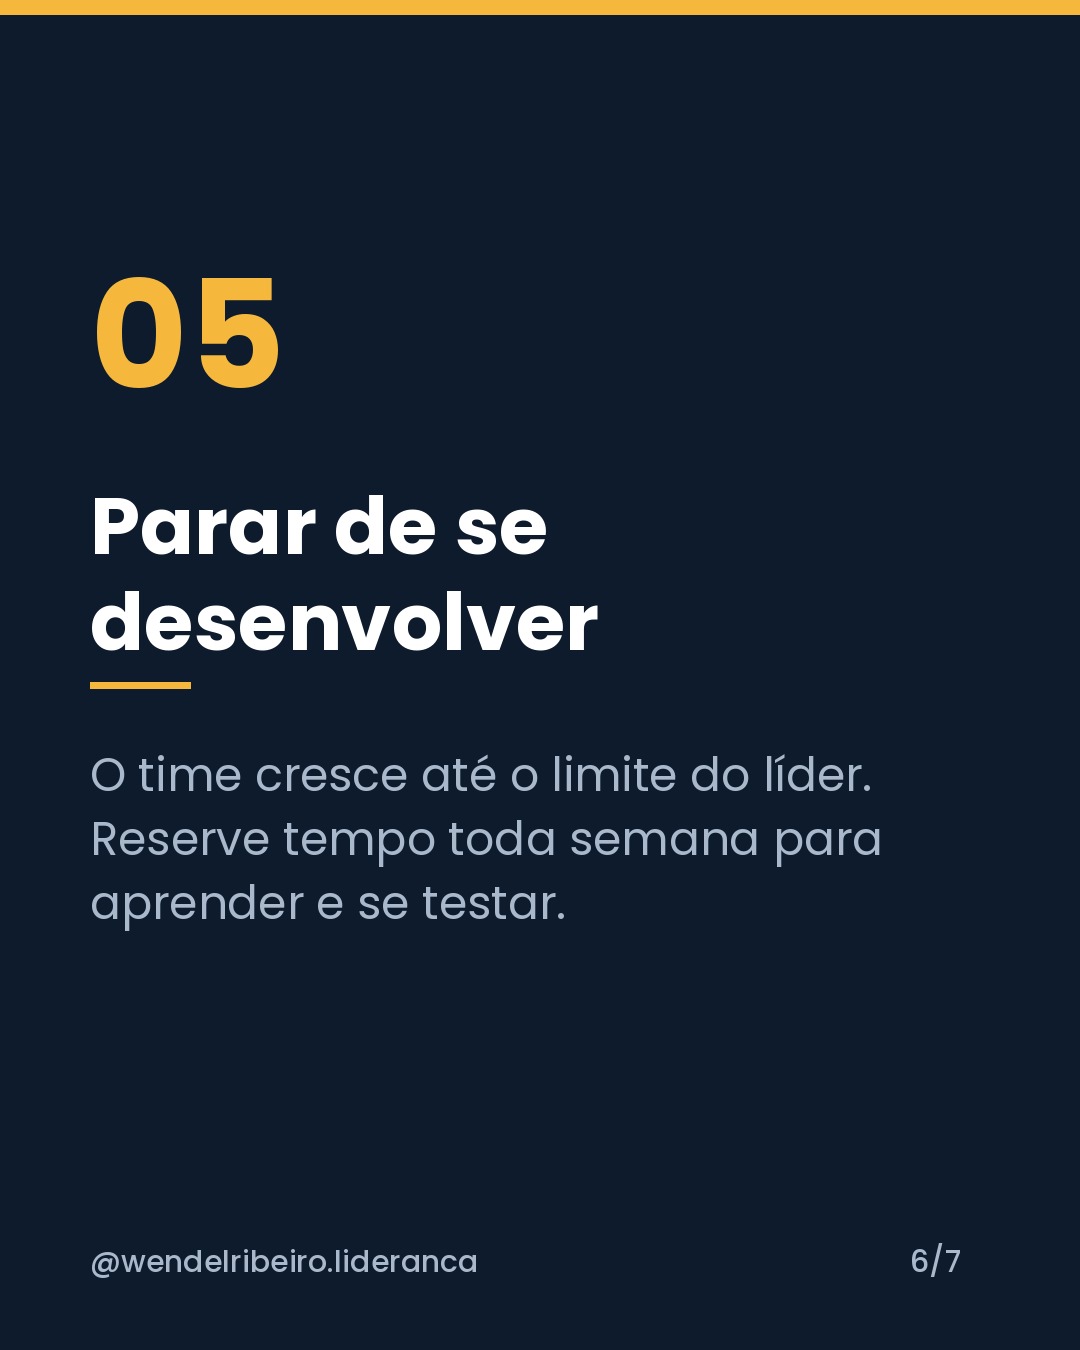 05
Parar de se
desenvolver
O time cresce até o limite do líder.
Reserve tempo toda semana para
aprender e se testar.
@wendelribeiro.lideranca
6/7